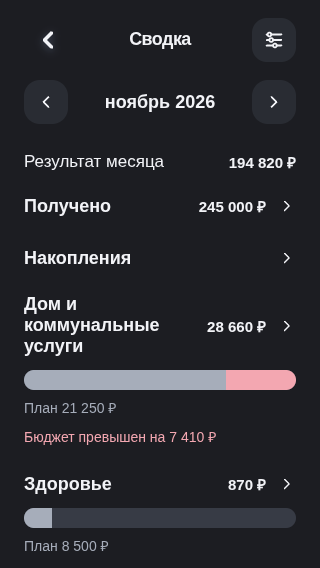 Сводка
ноябрь 2026
Результат месяца 194 820 ₽
Получено 245 000 ₽
Накопления
Дом и
коммунальные
услуги
28 660 ₽
План 21 250 ₽
Бюджет превышен на 7 410 ₽
Здоровье 870 ₽
План 8 500 ₽